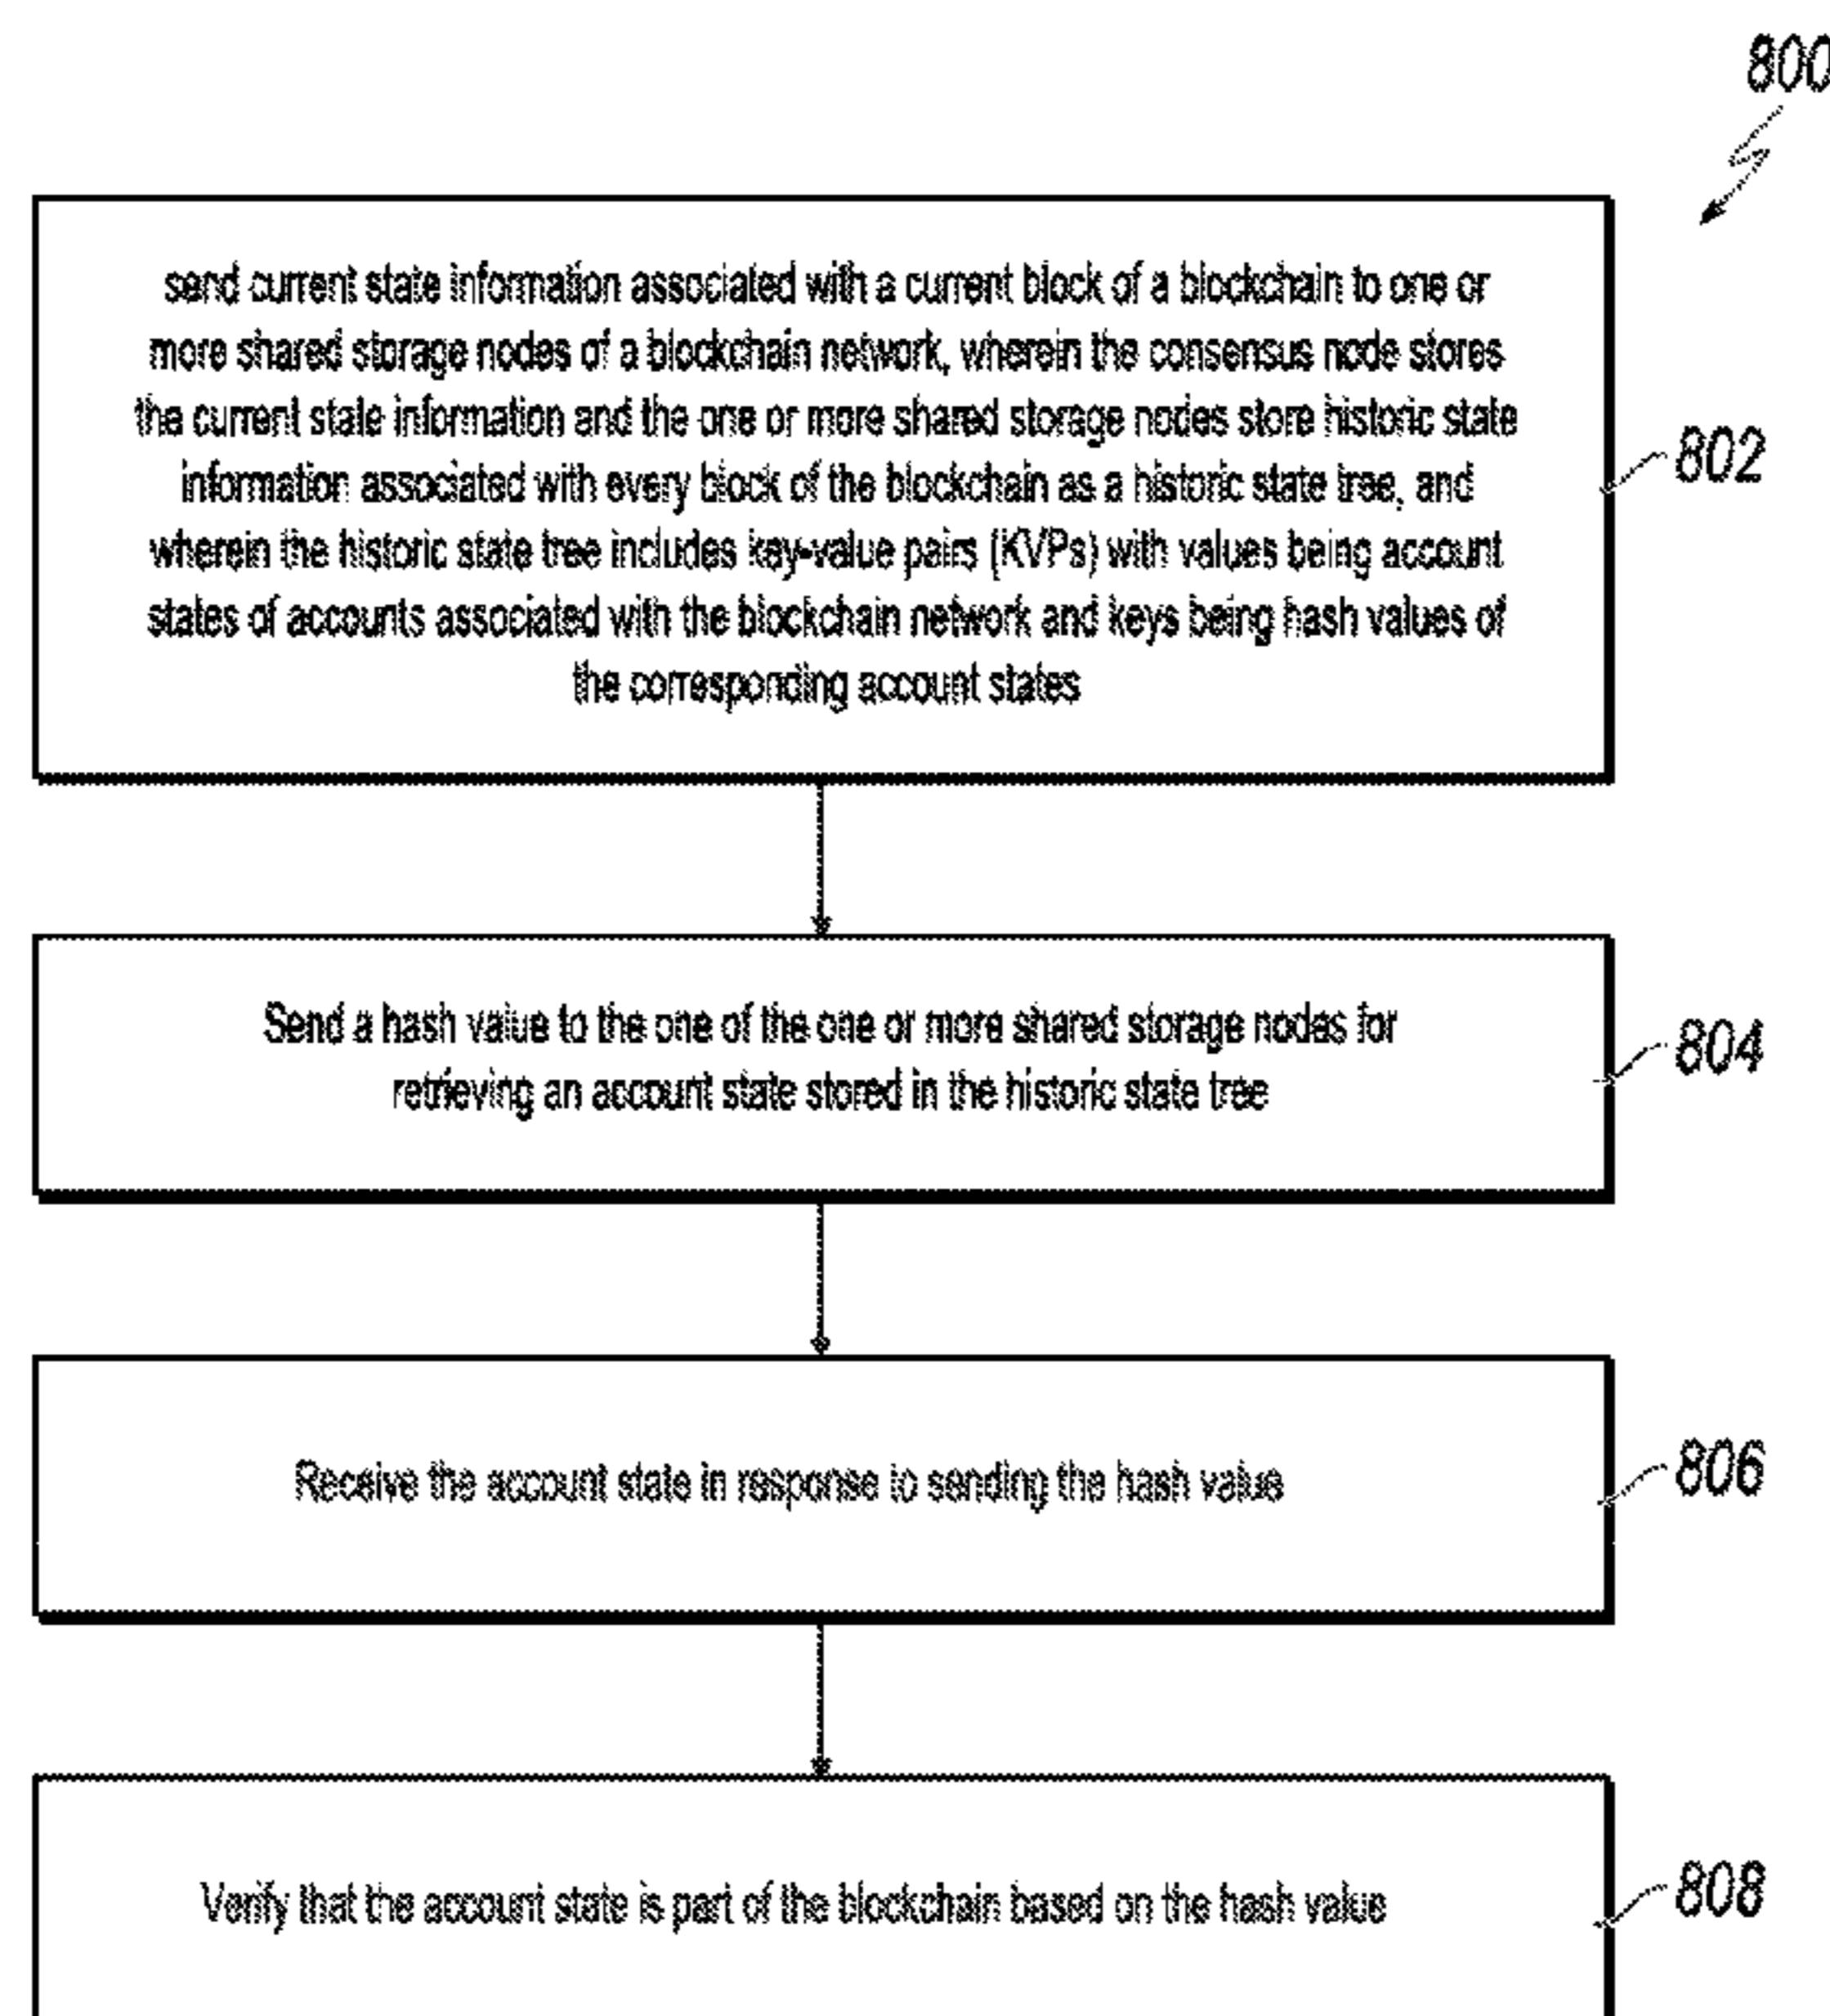 800
send current state information associated with a current block of a blockchain to one or
more shared storage nodes of a blockchain network, wherein the consensus node stores
the current state information and the one or more shared storage nodes store historic state
information associated with every block of the blockchain as a historic state tree, and
wherein the historic state tree includes key-value pairs (KVPs) with values being account
states of accounts associated with the blockchain network and keys being hash values of
the corresponding account states
802
Send a hash value to the one of the one or more shared storage nodes for
retrieving an account state stored in the historic state tree
804
Receive the account state in response to sending the hash value
806
Verify that the account state is part of the blockchain based on the hash value
808